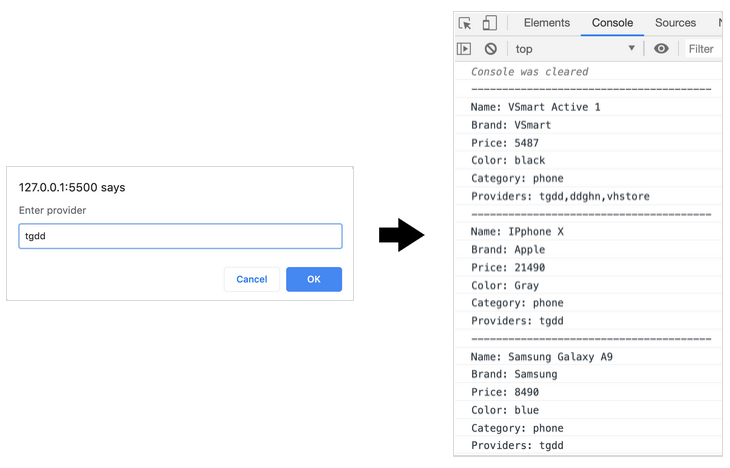 127.0.0.1:5500 says
Enter provider
tgdd
Cancel OK
Elements Console Sources
top Filter
Console was cleared
---------------------------------------
Name: VSmart Active 1
Brand: VSmart
Price: 5487
Color: black
Category: phone
Providers: tgdd,ddghn,vhstore
---------------------------------------
Name: IPphone X
Brand: Apple
Price: 21490
Color: Gray
Category: phone
Providers: tgdd
---------------------------------------
Name: Samsung Galaxy A9
Brand: Samsung
Price: 8490
Color: blue
Category: phone
Providers: tgdd